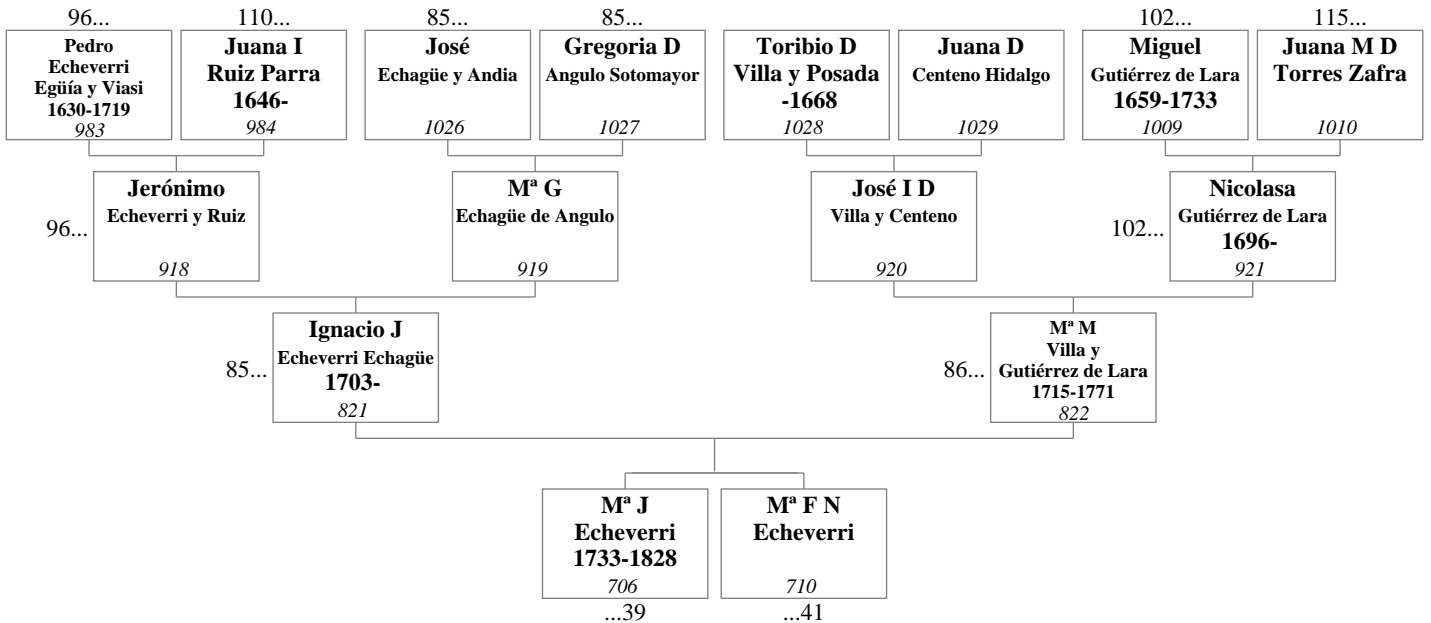 96...
110...
85...
85...
102...
115...
Pedro
Echeverri
Egüía y Viasi
1630-1719
983
Juana I
Ruiz Parra
1646-
984
José
Echagüe y Andia
1026
Gregoria D
Angulo Sotomayor
1027
Toribio D
Villa y Posada
-1668
1028
Juana D
Centeno Hidalgo
1029
Miguel
Gutiérrez de Lara
1659-1733
1009
Juana M D
Torres Zafra
1010
96...
Jerónimo
Echeverri y Ruiz
918
Mª G
Echagüe de Angulo
919
José I D
Villa y Centeno
920
102...
Nicolasa
Gutiérrez de Lara
1696-
921
85...
Ignacio J
Echeverri Echagüe
1703-
821
86...
Mª M
Villa y
Gutiérrez de Lara
1715-1771
822
Mª J
Echeverri
1733-1828
706
...39
Mª F N
Echeverri
710
...41